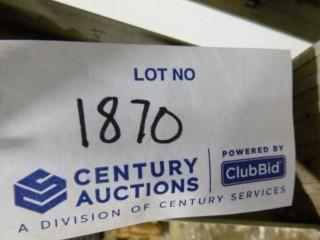 LOT NO
1870
CENTURY AUCTIONS
POWERED BY
ClubBid
A DIVISION OF CENTURY SERVICES